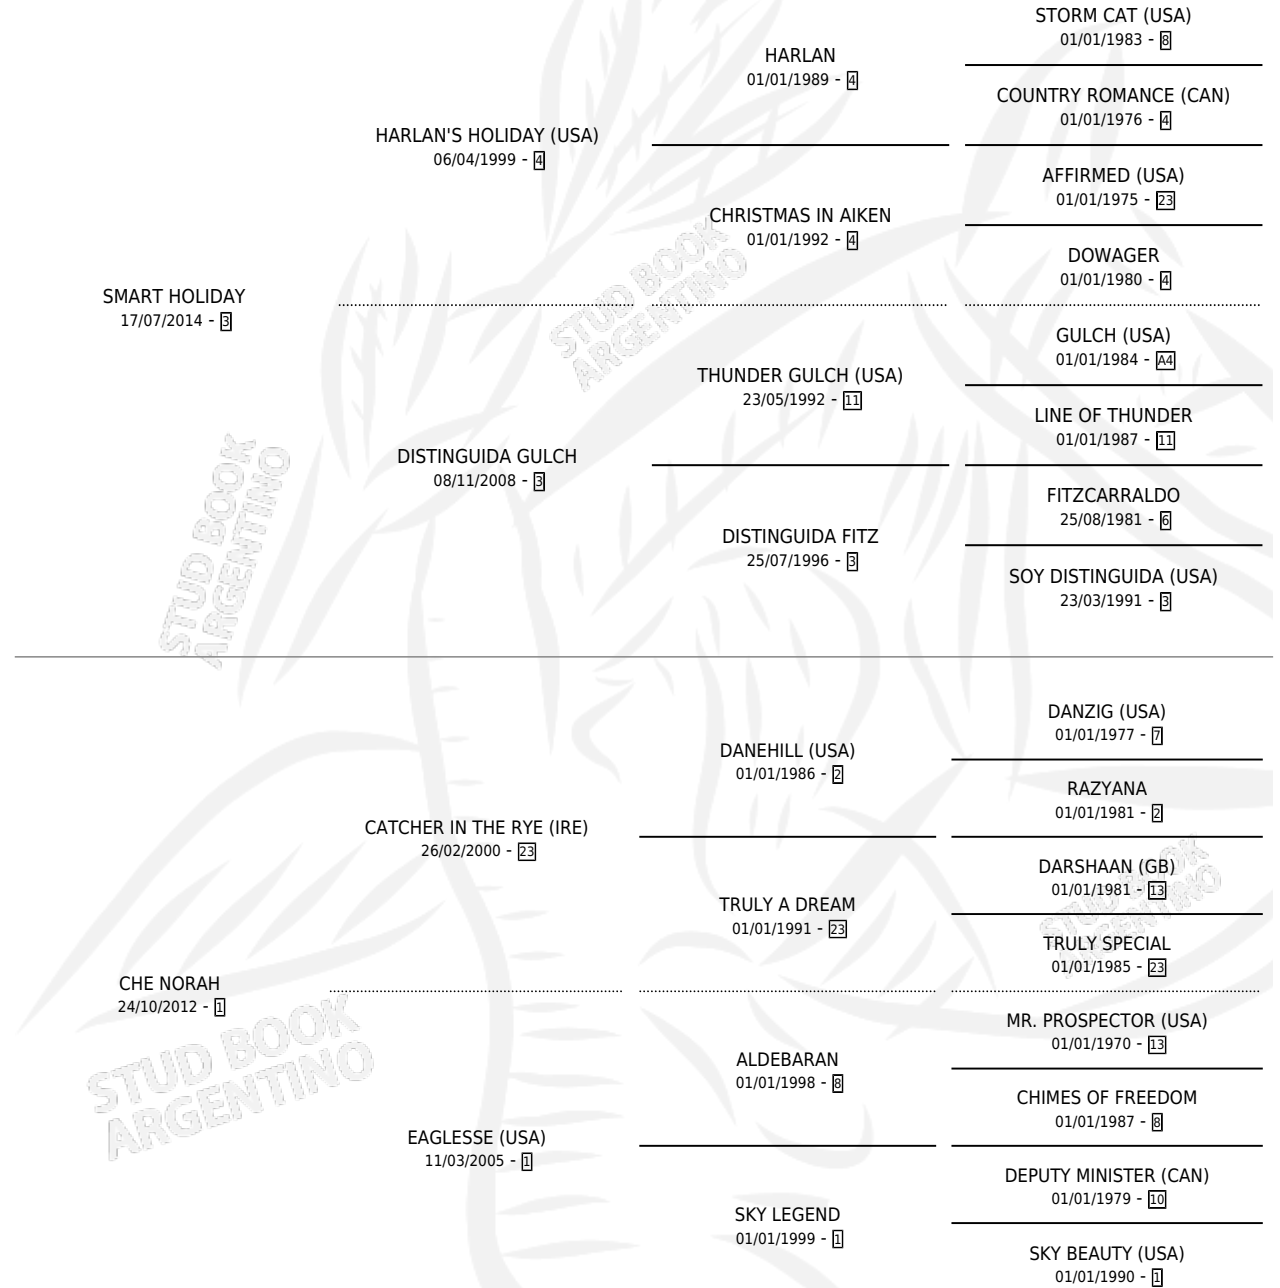 STORM CAT (USA)
01/01/1983 - 8
HARLAN
01/01/1989 - 4
COUNTRY ROMANCE (CAN)
01/01/1976 - 4
HARLAN'S HOLIDAY (USA)
06/04/1999 - 4
AFFIRMED (USA)
01/01/1975 - 23
CHRISTMAS IN AIKEN
01/01/1992 - 4
DOWAGER
01/01/1980 - 4
SMART HOLIDAY
17/07/2014 - 3
GULCH (USA)
01/01/1984 - A4
THUNDER GULCH (USA)
23/05/1992 - 11
LINE OF THUNDER
01/01/1987 - 11
DISTINGUIDA GULCH
08/11/2008 - 3
FITZCARRALDO
25/08/1981 - 6
DISTINGUIDA FITZ
25/07/1996 - 3
SOY DISTINGUIDA (USA)
23/03/1991 - 3
DANZIG (USA)
01/01/1977 - 7
DANEHILL (USA)
01/01/1986 - 2
RAZYANA
01/01/1981 - 2
CATCHER IN THE RYE (IRE)
26/02/2000 - 23
DARSHAAN (GB)
01/01/1981 - 13
TRULY A DREAM
01/01/1991 - 23
TRULY SPECIAL
01/01/1985 - 23
CHE NORAH
24/10/2012 - 1
MR. PROSPECTOR (USA)
01/01/1970 - 13
ALDEBARAN
01/01/1998 - 8
CHIMES OF FREEDOM
01/01/1987 - 8
EAGLESSE (USA)
11/03/2005 - 1
DEPUTY MINISTER (CAN)
01/01/1979 - 10
SKY LEGEND
01/01/1999 - 1
SKY BEAUTY (USA)
01/01/1990 - 1
STUD BOOK
ARGENTINO
STUD BOOK
ARGENTINO
STUD BOOK
ARGENTINO
STUD BOOK
ARGENTINO